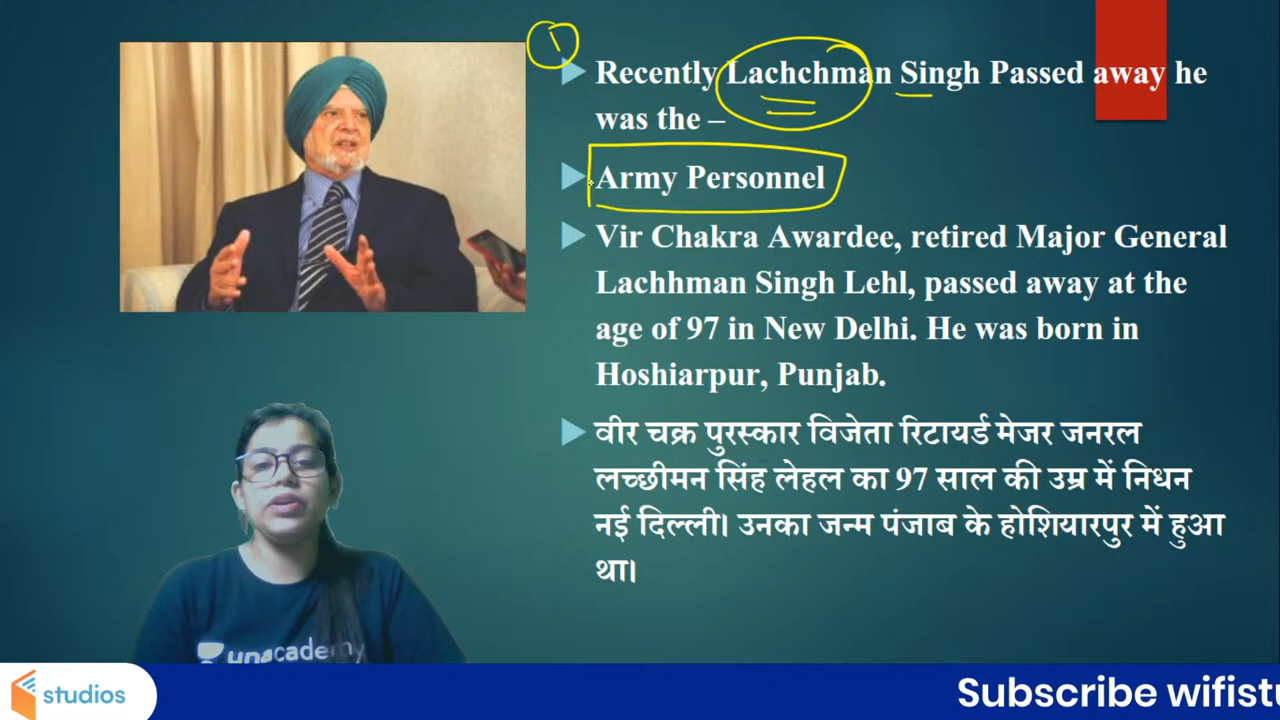 1
Recently Lachchman Singh Passed away he
was the –
Army Personnel
Vir Chakra Awardee, retired Major General
Lachhman Singh Lehl, passed away at the
age of 97 in New Delhi. He was born in
Hoshiarpur, Punjab.
वीर चक्र पुरस्कार विजेता रिटायर्ड मेजर जनरल
लच्छीमन सिंह लेहल का 97 साल की उम्र में निधन
नई दिल्ली। उनका जन्म पंजाब के होशियारपुर में हुआ
था।
unacademy
studios
Subscribe wifistu